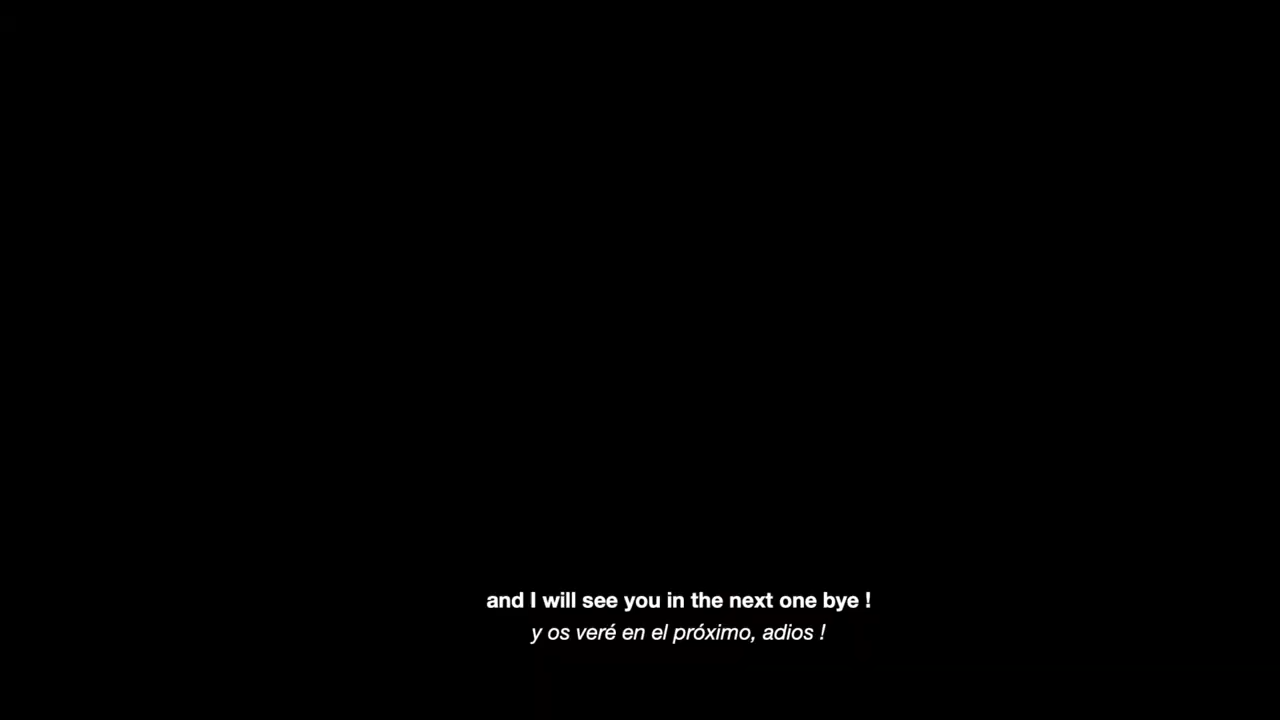 and I will see you in the next one bye !
y os veré en el próximo, adios !